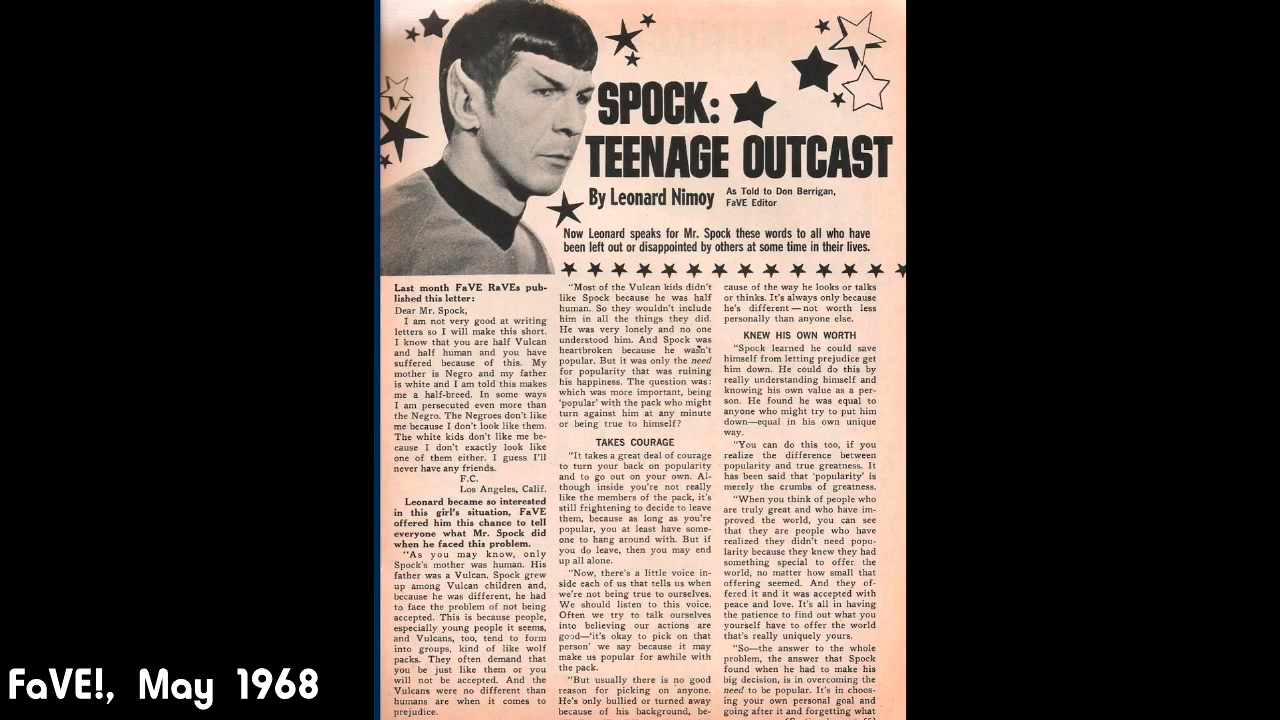 SPOCK:
TEENAGE OUTCAST
By Leonard Nimoy
As Told to Don Berrigan,
FaVE Editor
Now Leonard speaks for Mr. Spock these words to all who have
been left out or disappointed by others at some time in their lives.
Last month FaVE RaVEs pub-
lished this letter:
Dear Mr. Spock,
I am not very good at writing
letters so I will make this short.
I know that you are half Vulcan
and half human and you have
suffered because of this. My
mother is Negro and my father
is white and I am told this makes
me a half-breed. In some ways
I am persecuted even more than
the Negro. The Negroes don't like
me because I don't look like them.
The white kids don't like me be-
cause I don't exactly look like
one of them either. I guess I'll
never have any friends.
F.C.
Los Angeles, Calif.
Leonard became so interested
in this girl's situation, FaVE
offered him this chance to tell
everyone what Mr. Spock did
when he faced this problem.
"As you may know, only
Spock's mother was human. His
father was a Vulcan. Spock grew
up among Vulcan children and,
because he was different, he had
to face the problem of not being
accepted. This is because people,
especially young people it seems,
and Vulcans, too, tend to form
into groups, kind of like wolf
packs. They often demand that
you be just like them or you
will not be accepted. And the
Vulcans were no different than
humans are when it comes to
prejudice.
"Most of the Vulcan kids didn't
like Spock because he was half
human. So they wouldn't include
him in all the things they did.
He was very lonely and no one
understood him. And Spock was
heartbroken because he wasn't
popular. But it was only the need
for popularity that was ruining
his happiness. The question was:
which was more important, being
'popular' with the pack who might
turn against him at any minute
or being true to himself?
TAKES COURAGE
"It takes a great deal of courage
to turn your back on popularity
and to go out on your own. Al-
though inside you're not really
like the members of the pack, it's
still frightening to decide to leave
them, because as long as you're
popular, you at least have some-
one to hang around with. But if
you do leave, then you may end
up all alone.
"Now, there's a little voice in-
side each of us that tells us when
we're not being true to ourselves.
We should listen to this voice.
Often we try to talk ourselves
into believing our actions are
good—'it's okay to pick on that
person' we say because it may
make us popular for awhile with
the pack.
"But usually there is no good
reason for picking on anyone.
He's only bullied or turned away
because of his background, be-
cause of the way he looks or talks
or thinks. It's always only because
he's different—not worth less
personally than anyone else.
KNEW HIS OWN WORTH
"Spock learned he could save
himself from letting prejudice get
him down. He could do this by
really understanding himself and
knowing his own value as a per-
son. He found he was equal to
anyone who might try to put him
down—equal in his own unique
way.
"You can do this too, if you
realize the difference between
popularity and true greatness. It
has been said that 'popularity' is
merely the crumbs of greatness.
"When you think of people who
are truly great and who have im-
proved the world, you can see
that they are people who have
realized they didn't need popu-
larity because they knew they had
something special to offer the
world, no matter how small that
offering seemed. And they of-
fered it and it was accepted with
peace and love. It's all in having
the patience to find out what you
yourself have to offer the world
that's really uniquely yours.
"So—the answer to the whole
problem, the answer that Spock
found when he had to make his
big decision, is in overcoming the
need to be popular. It's in choos-
ing your own personal goal and
going after it and forgetting what
FaVE!, May 1968